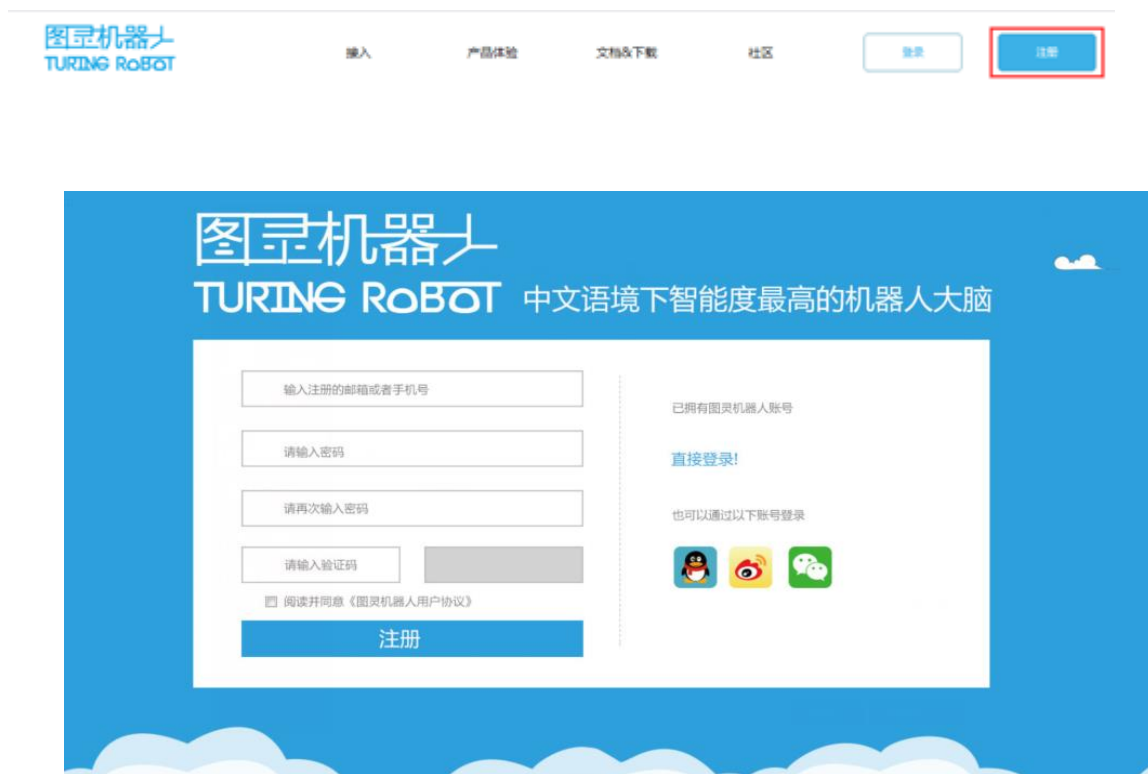 图灵机器人
TURING ROBOT
接入
产品体验
文档&下载
社区
登录
注册
图灵机器人
TURING ROBOT 中文语境下智能度最高的机器人大脑
输入注册的邮箱或者手机号
请输入密码
请再次输入密码
请输入验证码
阅读并同意《图灵机器人用户协议》
注册
已拥有图灵机器人账号
直接登录!
也可以通过以下账号登录